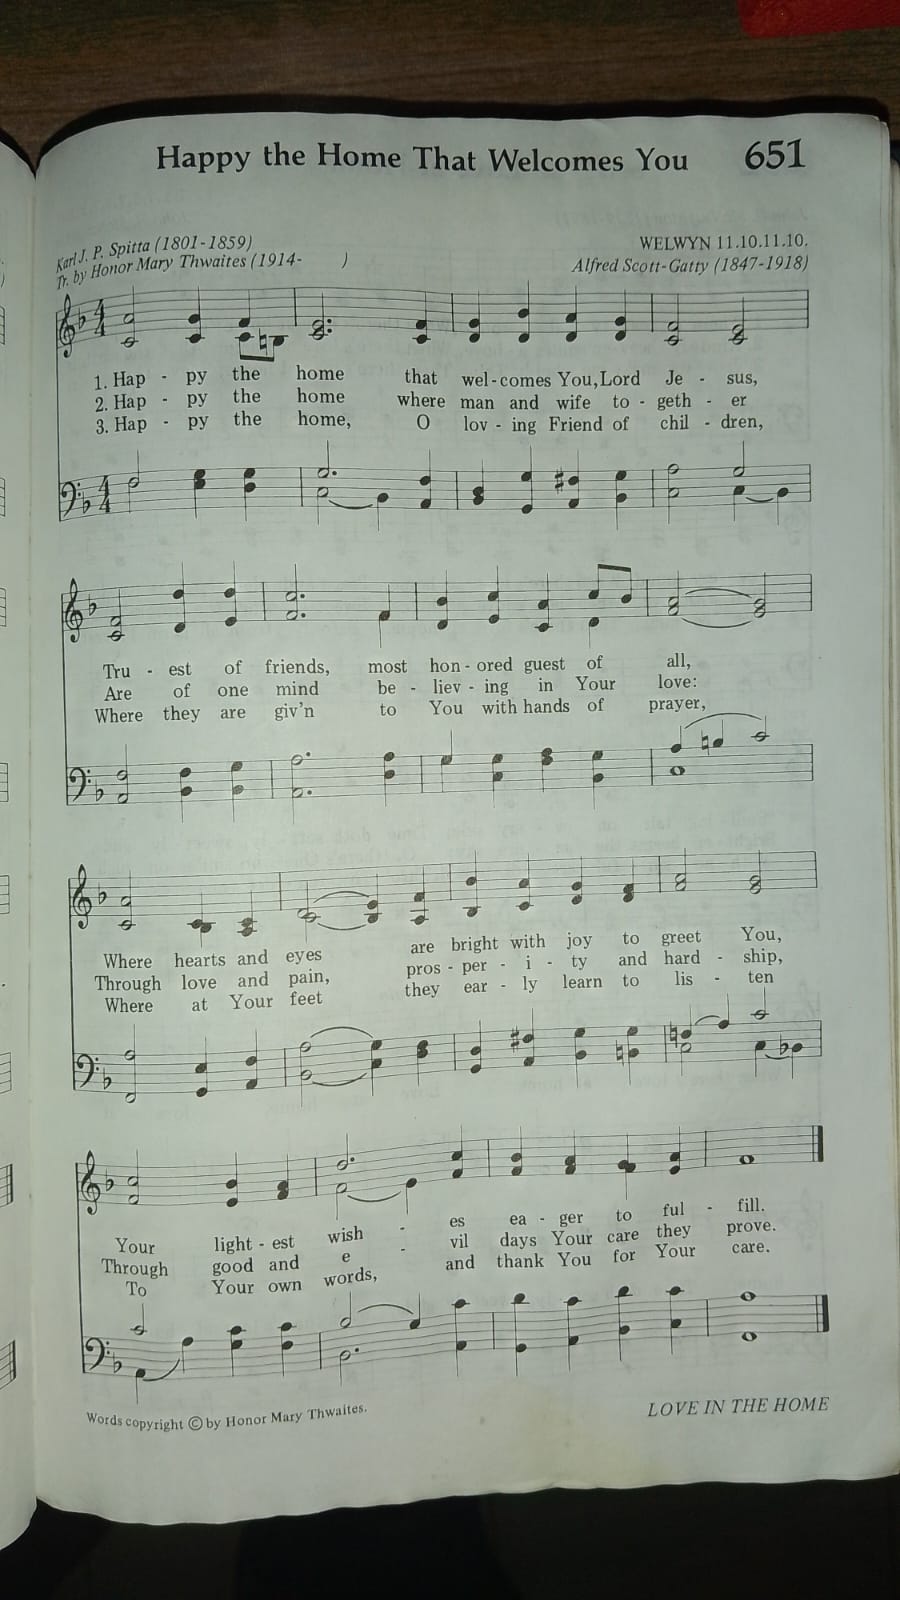 Happy the Home That Welcomes You 651
Karl J. P. Spitta (1801-1859)
Tr. by Honor Mary Thwaites (1914- )
WELWYN 11.10.11.10.
Alfred Scott-Gatty (1847-1918)
1. Hap - py the home that wel - comes You, Lord Je - sus,
2. Hap - py the home where man and wife to - geth - er
3. Hap - py the home, O lov - ing Friend of chil - dren,
Tru - est of friends, most hon - ored guest of all,
Are of one mind be - liev - ing in Your love:
Where they are giv'n to You with hands of prayer,
Where hearts and eyes are bright with joy to greet You,
Through love and pain, pros - per - i - ty and hard - ship,
Where at Your feet they ear - ly learn to lis - ten
Your light - est wish - es ea - ger to ful - fill.
Through good and e - vil days Your care they prove.
To Your own words, and thank You for Your care.
Words copyright © by Honor Mary Thwaites.
LOVE IN THE HOME